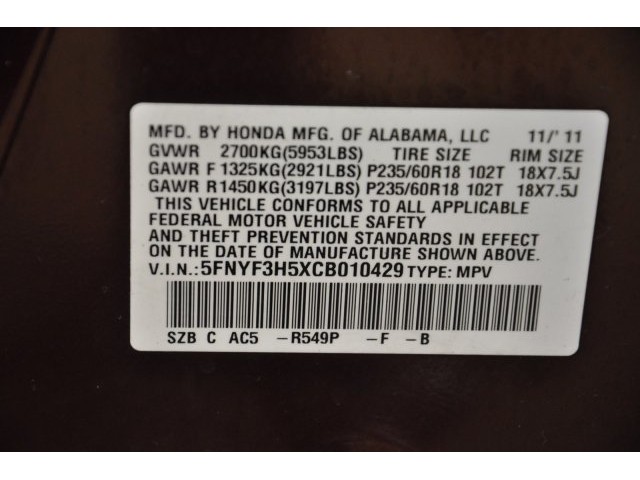 MFD. BY HONDA MFG. OF ALABAMA, LLC 11/'11
GVWR 2700KG(5953LBS) TIRE SIZE RIM SIZE
GAWR F 1325KG(2921LBS) P235/60R18 102T 18X7.5J
GAWR R 1450KG(3197LBS) P235/60R18 102T 18X7.5J
THIS VEHICLE CONFORMS TO ALL APPLICABLE
FEDERAL MOTOR VEHICLE SAFETY
AND THEFT PREVENTION STANDARDS IN EFFECT
ON THE DATE OF MANUFACTURE SHOWN ABOVE.
V.I.N.: 5FNYF3H5XCB010429 TYPE: MPV
SZB C AC5 -R549P -F -B